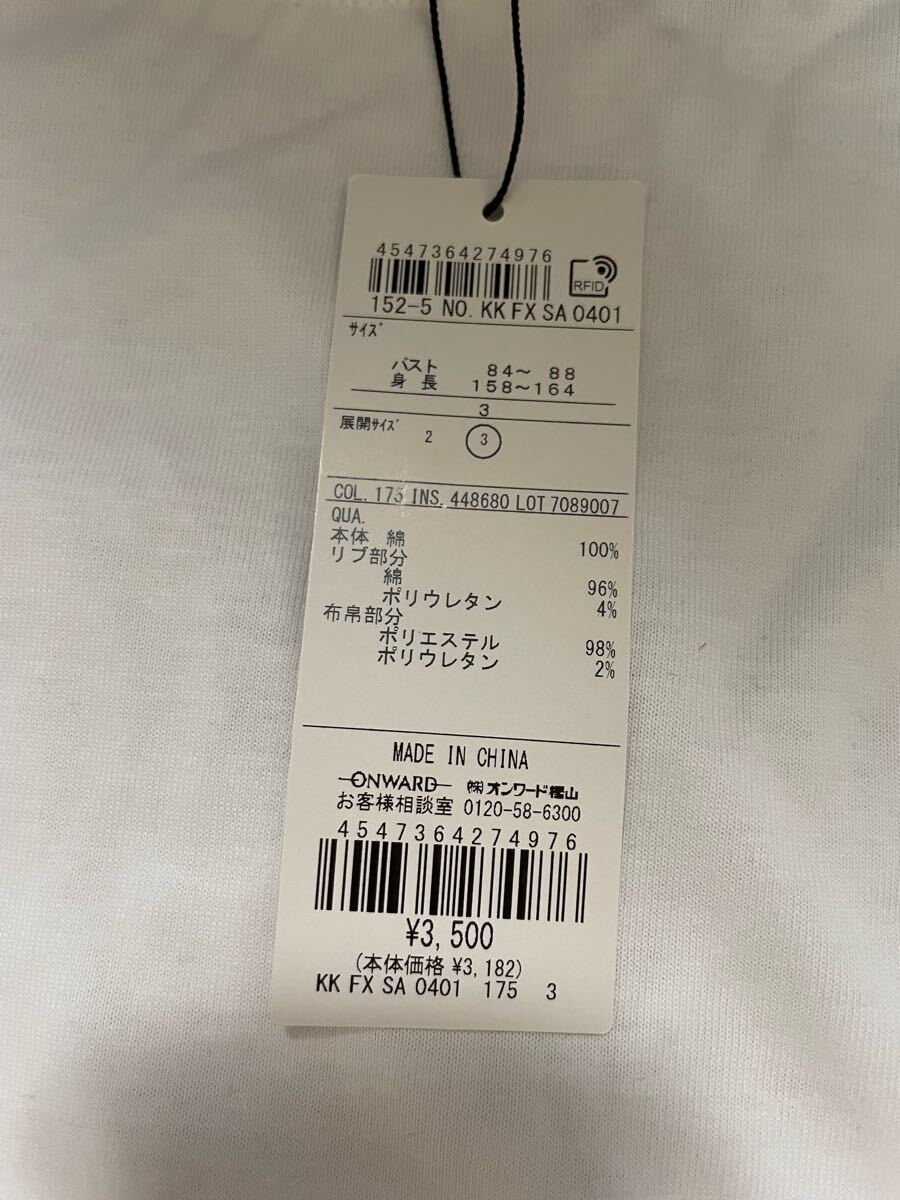 4547364274976
RFID
152-5 NO. KK FX SA 0401
サイズ
バスト 84～ 88
身 長 158～164
3
展開サイズ 2 3
COL. 175 INS. 448680 LOT 7089007
QUA.
本体 綿 100%
リブ部分
綿 96%
ポリウレタン 4%
布帛部分
ポリエステル 98%
ポリウレタン 2%
MADE IN CHINA
ONWARD ㈱オンワード樫山
お客様相談室 0120-58-6300
4547364274976
¥3,500
(本体価格 ¥3,182)
KK FX SA 0401 175 3